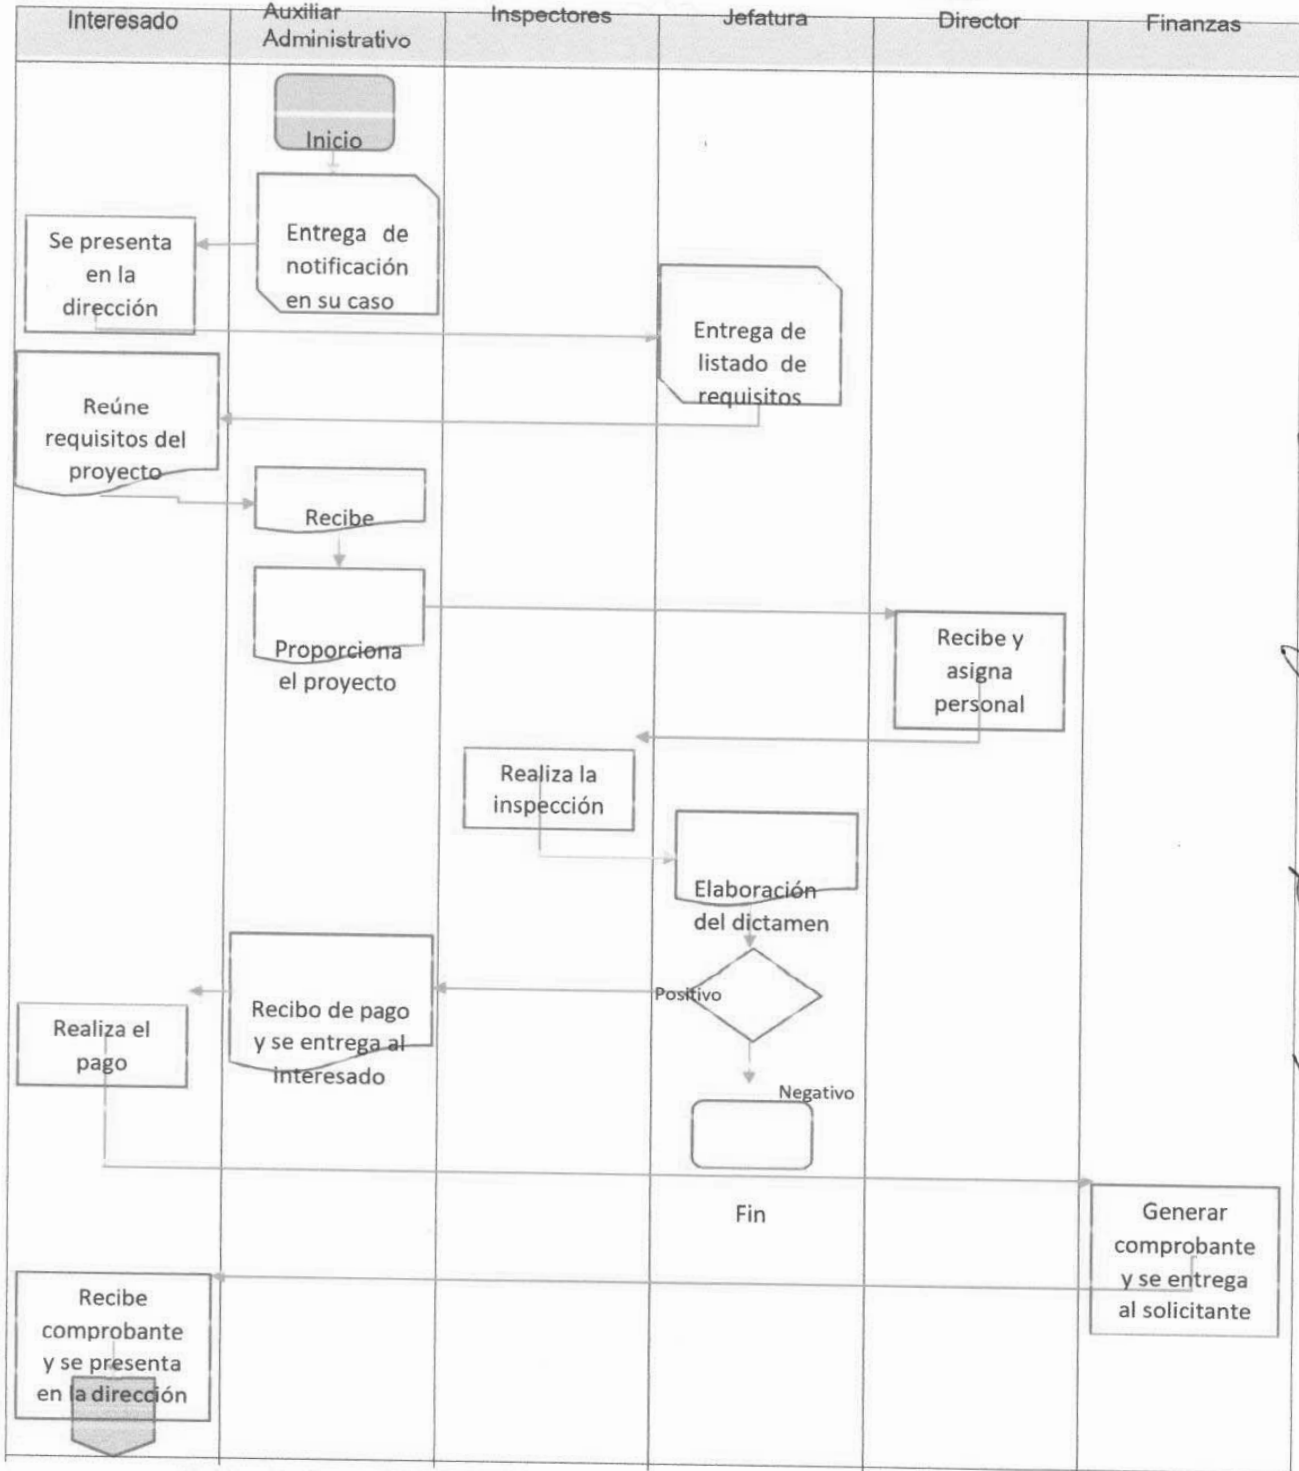 Interesado
Auxiliar
Administrativo
Inspectores
Jefatura
Director
Finanzas
Inicio
Entrega de
notificación
en su caso
Se presenta
en la
dirección
Entrega de
listado de
requisitos
Reúne
requisitos del
proyecto
Recibe
Proporciona
el proyecto
Recibe y
asigna
personal
Realiza la
inspección
Elaboración
del dictamen
Positivo
Recibo de pago
y se entrega al
interesado
Realiza el
pago
Negativo
Fin
Generar
comprobante
y se entrega
al solicitante
Recibe
comprobante
y se presenta
en la dirección